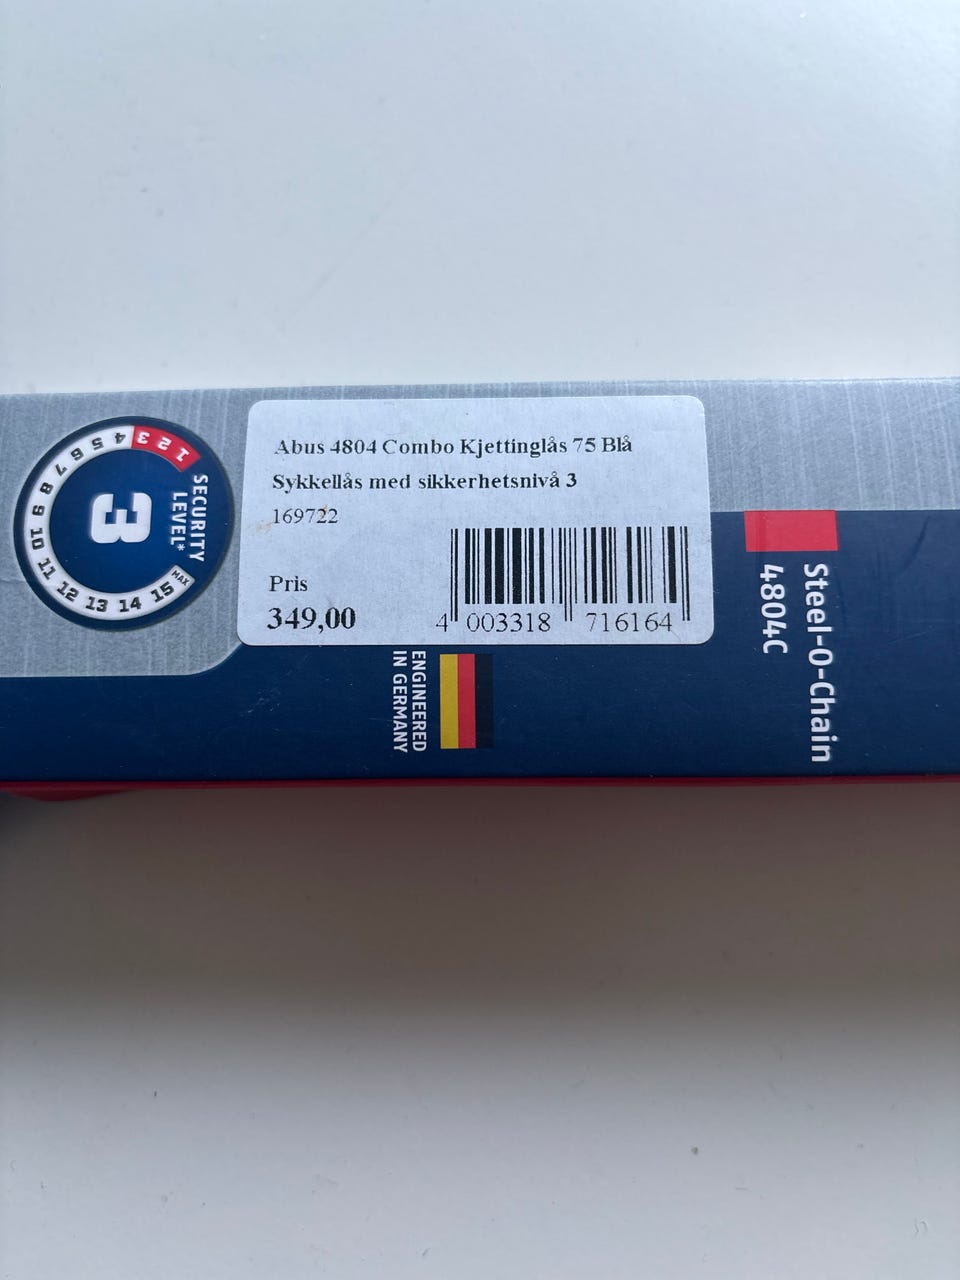 Abus 4804 Combo Kjettinglås 75 Blå
Sykkellås med sikkerhetsnivå 3
169722
Pris
349,00
4 003318 716164
SECURITY
LEVEL*
3
1 2 3 4 5 6 7 8 9 10 11 12 13 14 15 MAX
ENGINEERED
IN GERMANY
Steel-O-Chain
4804C